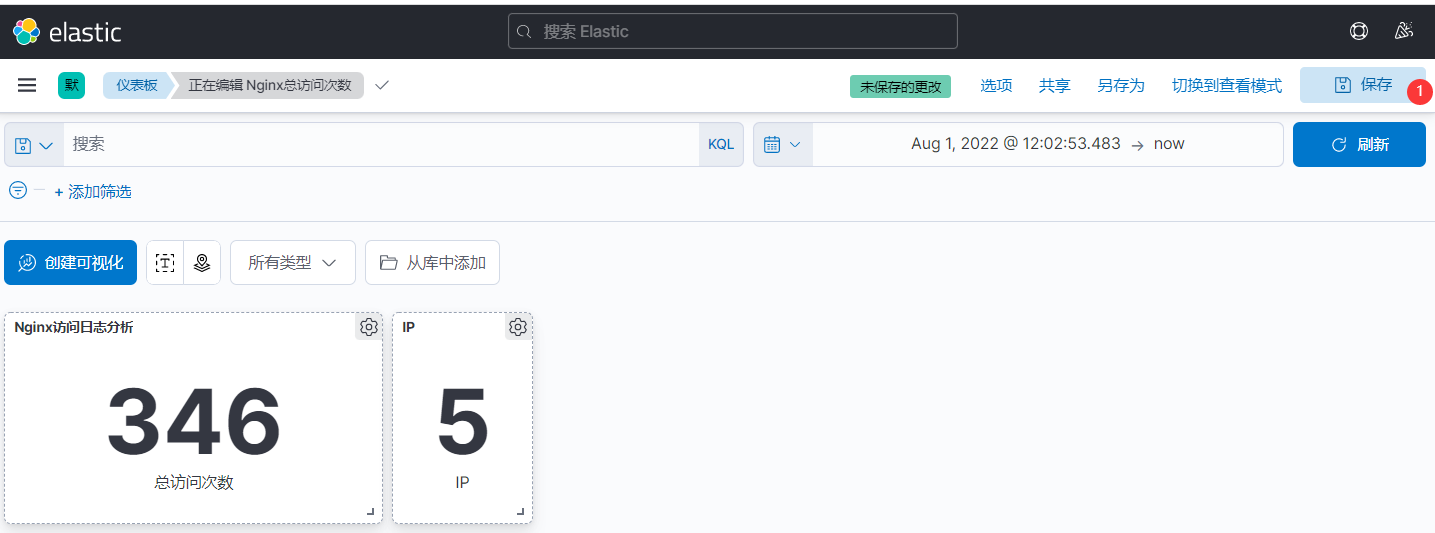 elastic
搜索 Elastic
默
仪表板
正在编辑 Nginx总访问次数
未保存的更改
选项
共享
另存为
切换到查看模式
保存
1
搜索
KQL
Aug 1, 2022 @ 12:02:53.483 → now
刷新
+ 添加筛选
创建可视化
所有类型
从库中添加
Nginx访问日志分析
IP
346
5
总访问次数
IP